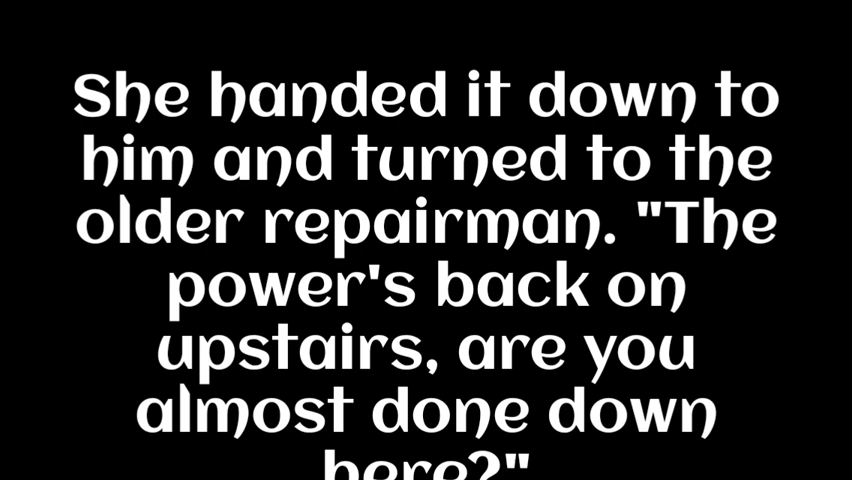 She handed it down to
him and turned to the
older repairman. "The
power's back on
upstairs, are you
almost done down
here?"